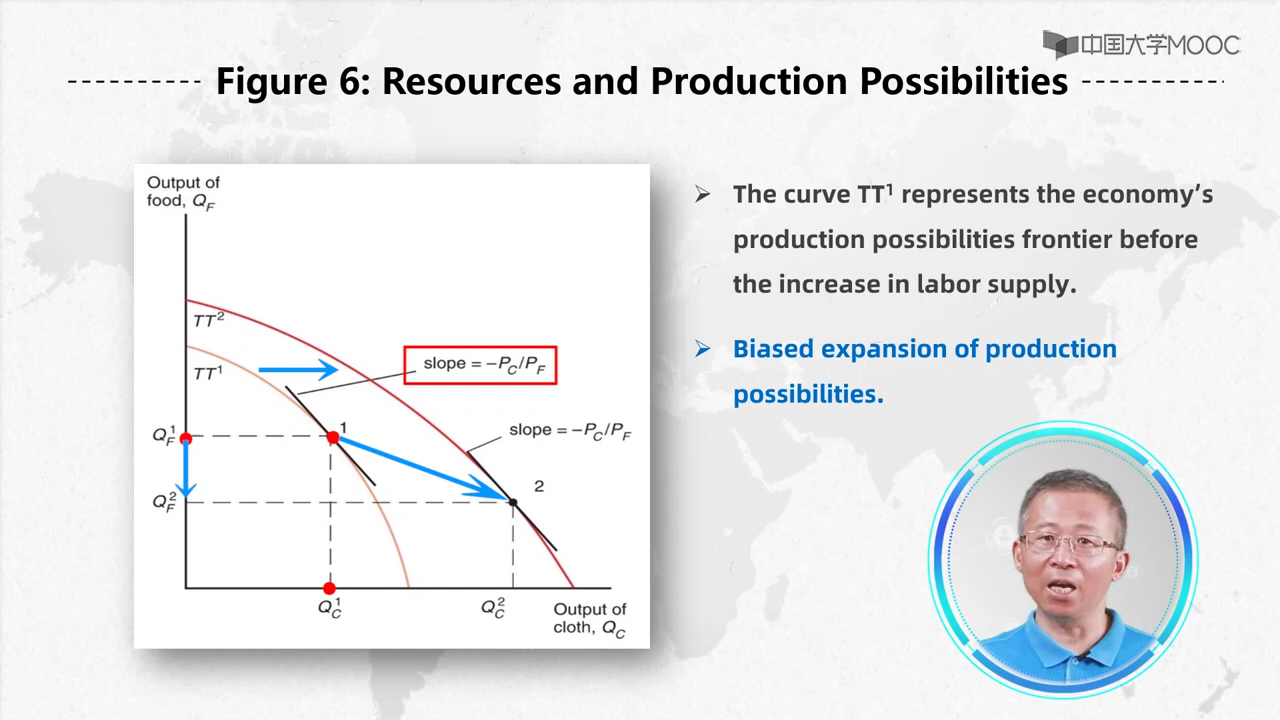 中国大学MOOC
Figure 6: Resources and Production Possibilities
Output of
food, Q_F
TT²
TT¹
slope = −P_C/P_F
1
Q_F¹
slope = −P_C/P_F
2
Q_F²
Q_C¹
Q_C²
Output of
cloth, Q_C
➢ The curve TT¹ represents the economy’s
production possibilities frontier before
the increase in labor supply.
➢ Biased expansion of production
possibilities.